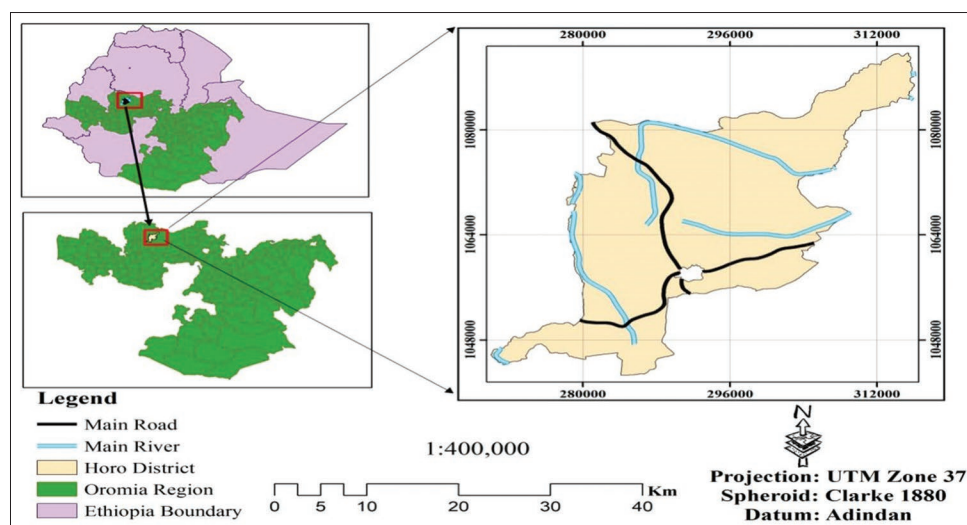 280000 296000 312000
1080000 1080000
1064000 1064000
1048000 1048000
280000 296000 312000
Legend
Main Road
Main River
Horo District
Oromia Region
Ethiopia Boundary
1:400,000
0 5 10 20 30 40 Km
N
Projection: UTM Zone 37
Spheroid: Clarke 1880
Datum: Adindan